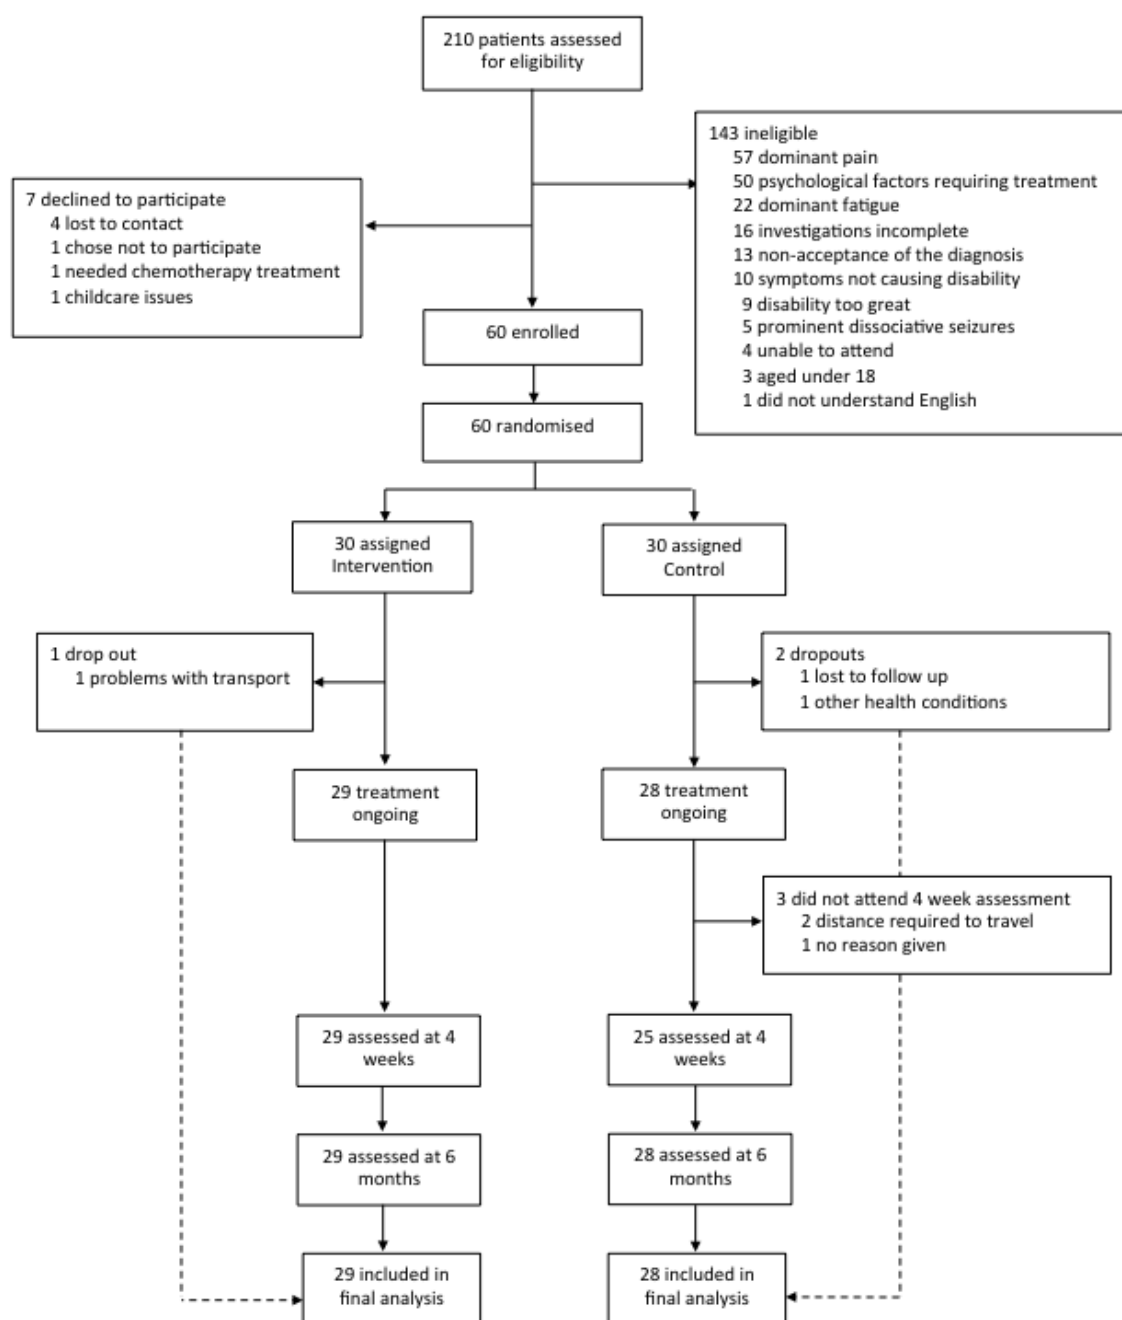 210 patients assessed
for eligibility
143 ineligible
57 dominant pain
50 psychological factors requiring treatment
22 dominant fatigue
16 investigations incomplete
13 non-acceptance of the diagnosis
10 symptoms not causing disability
9 disability too great
5 prominent dissociative seizures
4 unable to attend
3 aged under 18
1 did not understand English
7 declined to participate
4 lost to contact
1 chose not to participate
1 needed chemotherapy treatment
1 childcare issues
60 enrolled
60 randomised
30 assigned
Intervention
30 assigned
Control
1 drop out
1 problems with transport
2 dropouts
1 lost to follow up
1 other health conditions
29 treatment
ongoing
28 treatment
ongoing
3 did not attend 4 week assessment
2 distance required to travel
1 no reason given
29 assessed at 4
weeks
25 assessed at 4
weeks
29 assessed at 6
months
28 assessed at 6
months
29 included in
final analysis
28 included in
final analysis